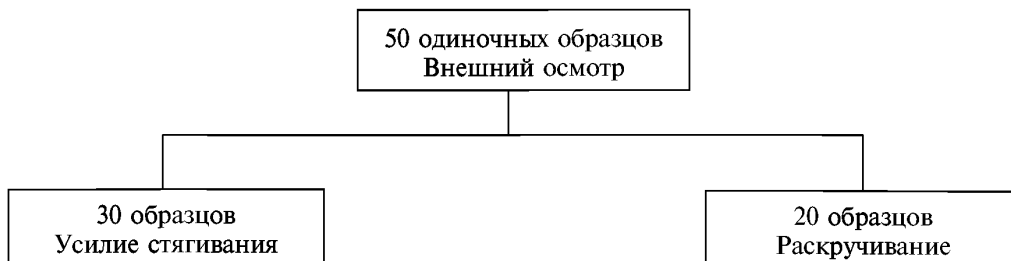 50 одиночных образцов
Внешний осмотр
30 образцов
Усилие стягивания
20 образцов
Раскручивание